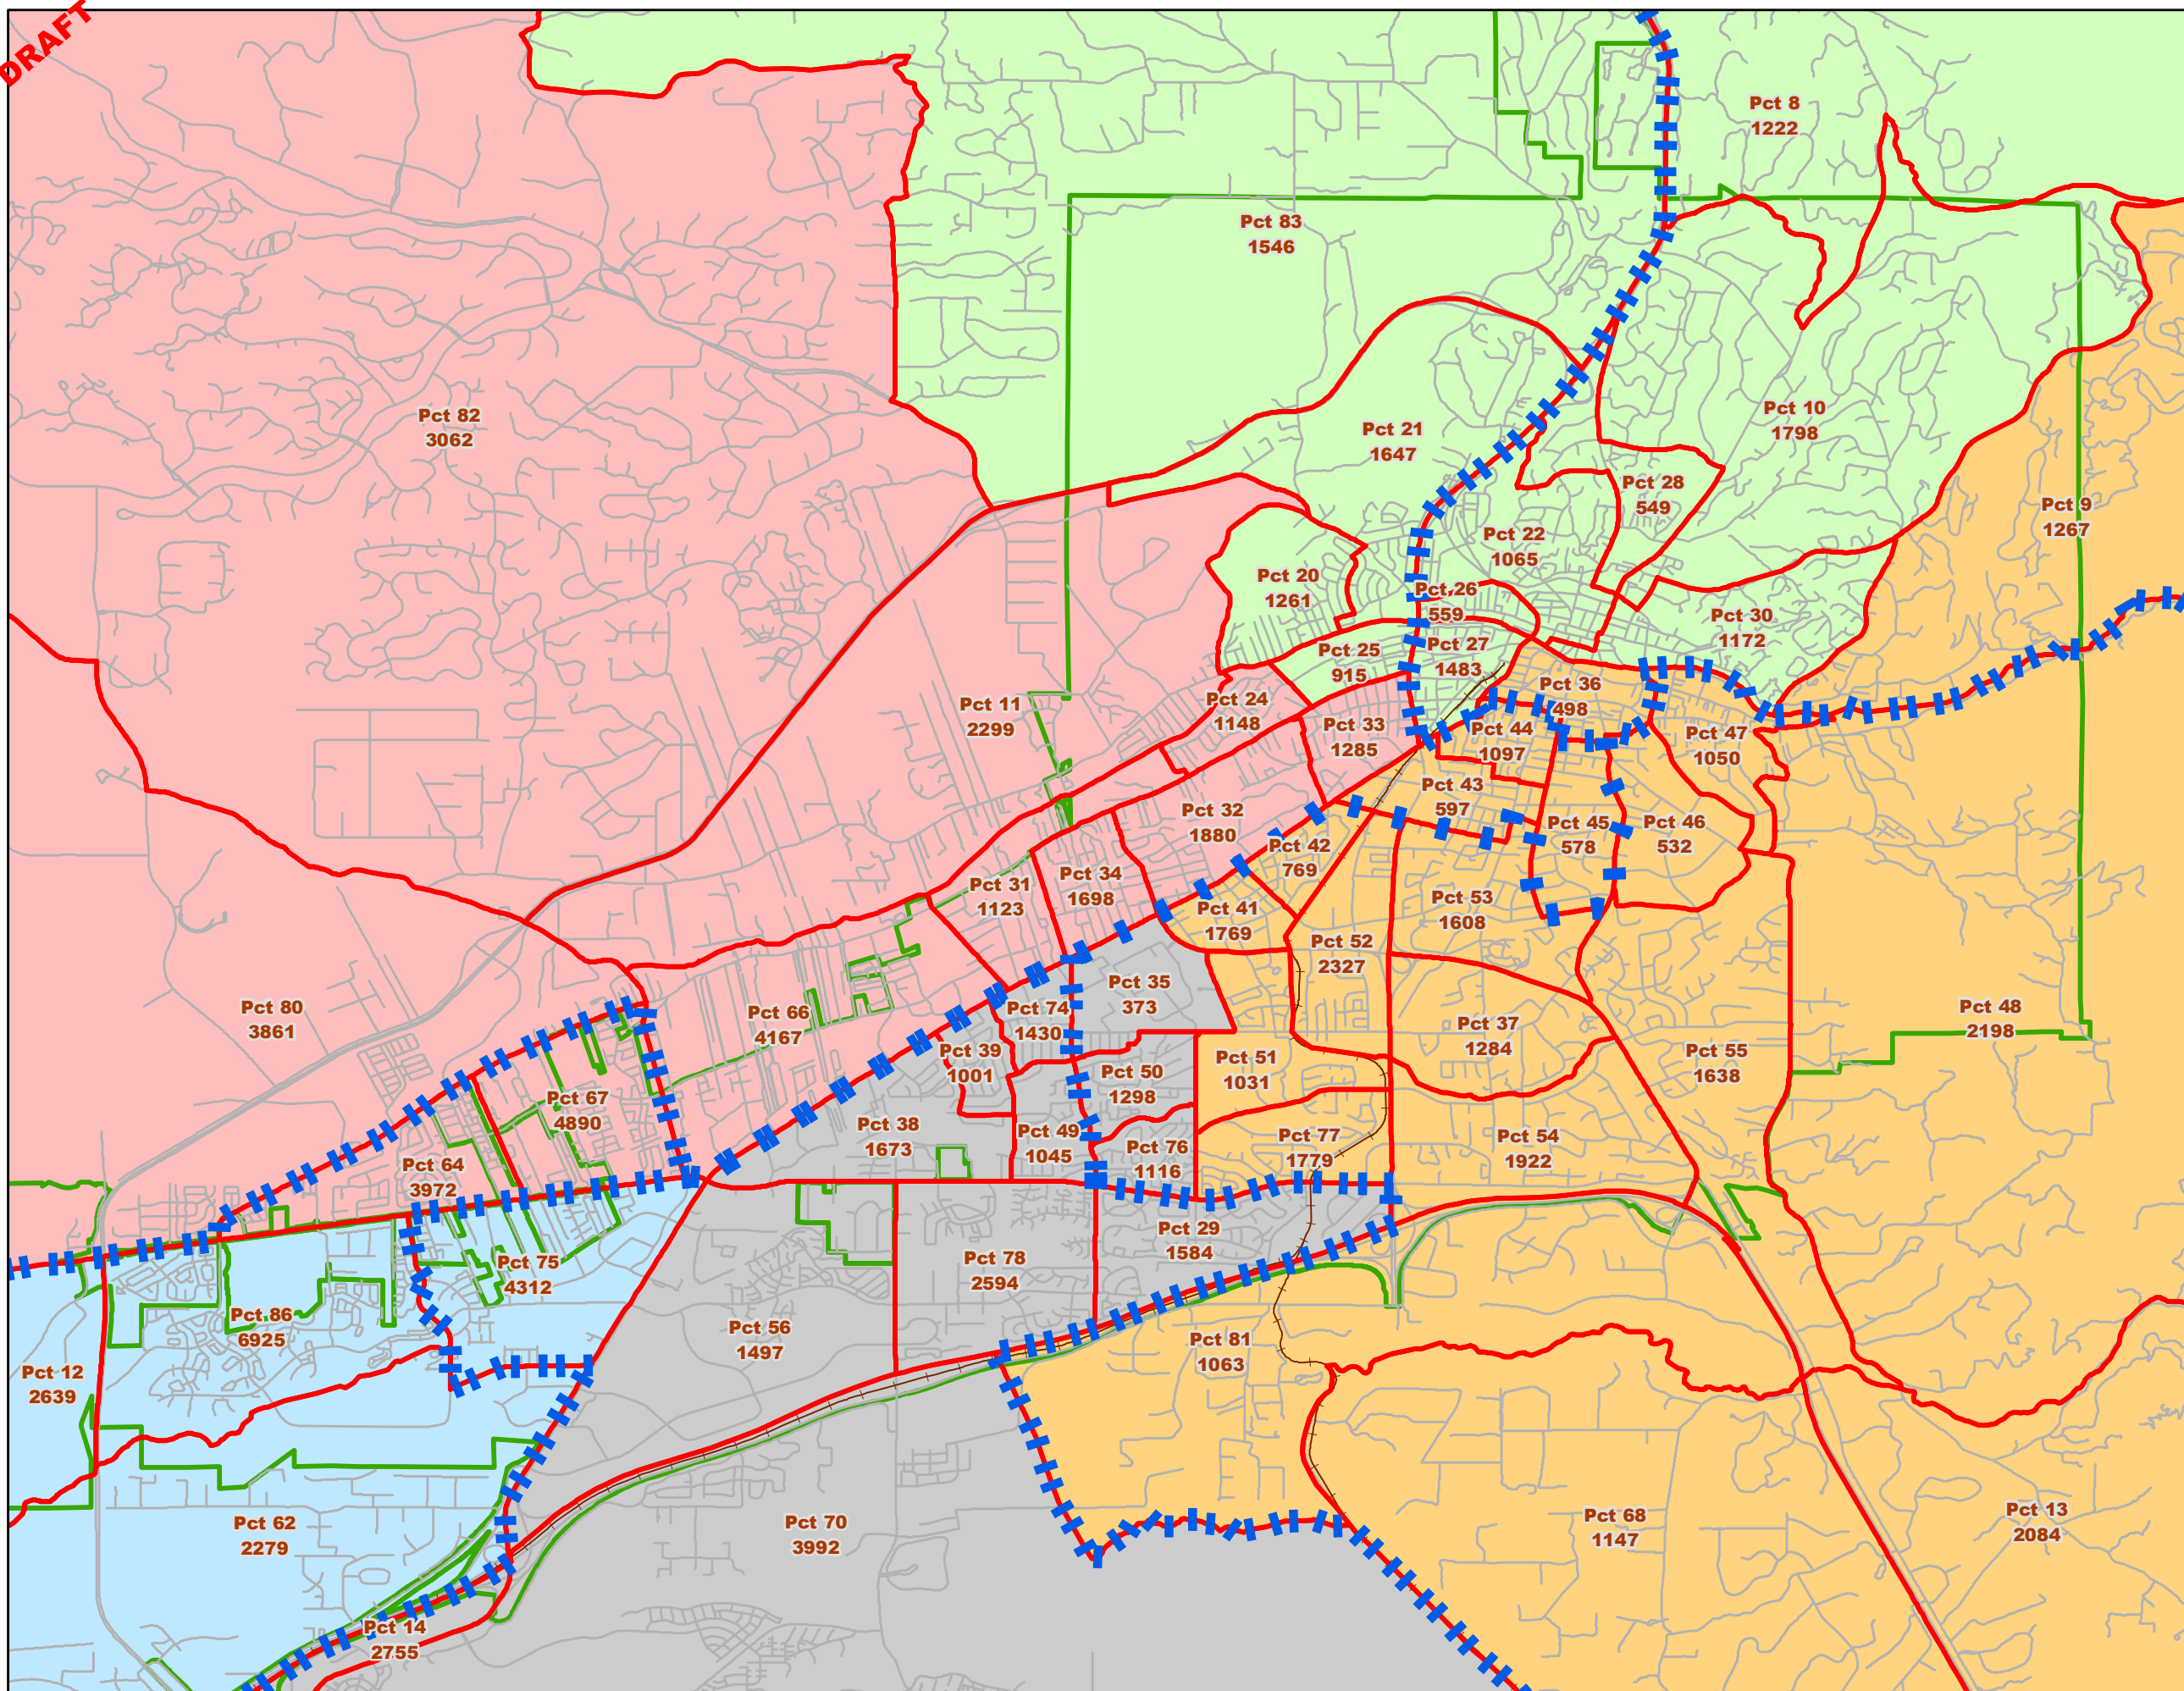 DRAFT
Pct 8
1222
Pct 83
1546
Pct 82
3062
Pct 21
1647
Pct 10
1798
Pct 28
549
Pct 9
1267
Pct 22
1065
Pct 20
1261
Pct 26
559
Pct 30
1172
Pct 25
915
Pct 27
1483
Pct 11
2299
Pct 24
1148
Pct 36
498
Pct 33
1285
Pct 44
1097
Pct 47
1050
Pct 43
597
Pct 32
1880
Pct 45
578
Pct 46
532
Pct 42
769
Pct 34
1698
Pct 31
1123
Pct 53
1608
Pct 41
1769
Pct 52
2327
Pct 35
373
Pct 80
3861
Pct 66
4167
Pct 74
1430
Pct 48
2198
Pct 37
1284
Pct 39
1001
Pct 51
1031
Pct 55
1638
Pct 50
1298
Pct 67
4890
Pct 38
1673
Pct 49
1045
Pct 76
1116
Pct 77
1779
Pct 54
1922
Pct 64
3972
Pct 29
1584
Pct 75
4312
Pct 78
2594
Pct 86
6925
Pct 56
1497
Pct 81
1063
Pct 12
2639
Pct 62
2279
Pct 70
3992
Pct 68
1147
Pct 13
2084
Pct 14
2755